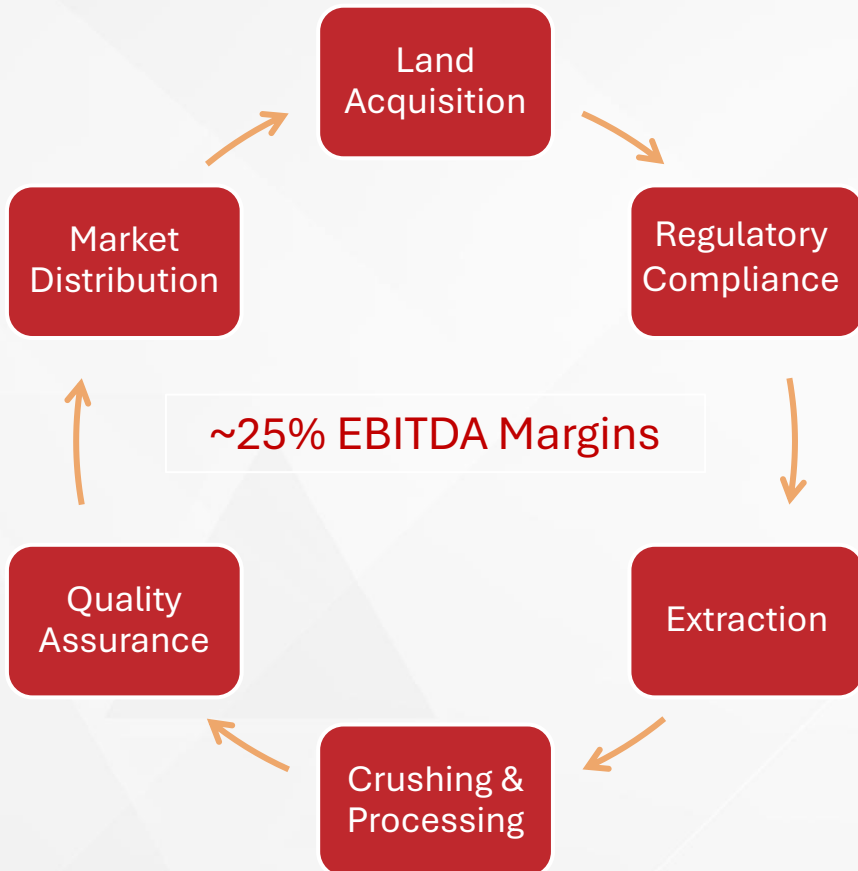 Land
Acquisition
Regulatory
Compliance
Extraction
Crushing &
Processing
Quality
Assurance
Market
Distribution
~25% EBITDA Margins